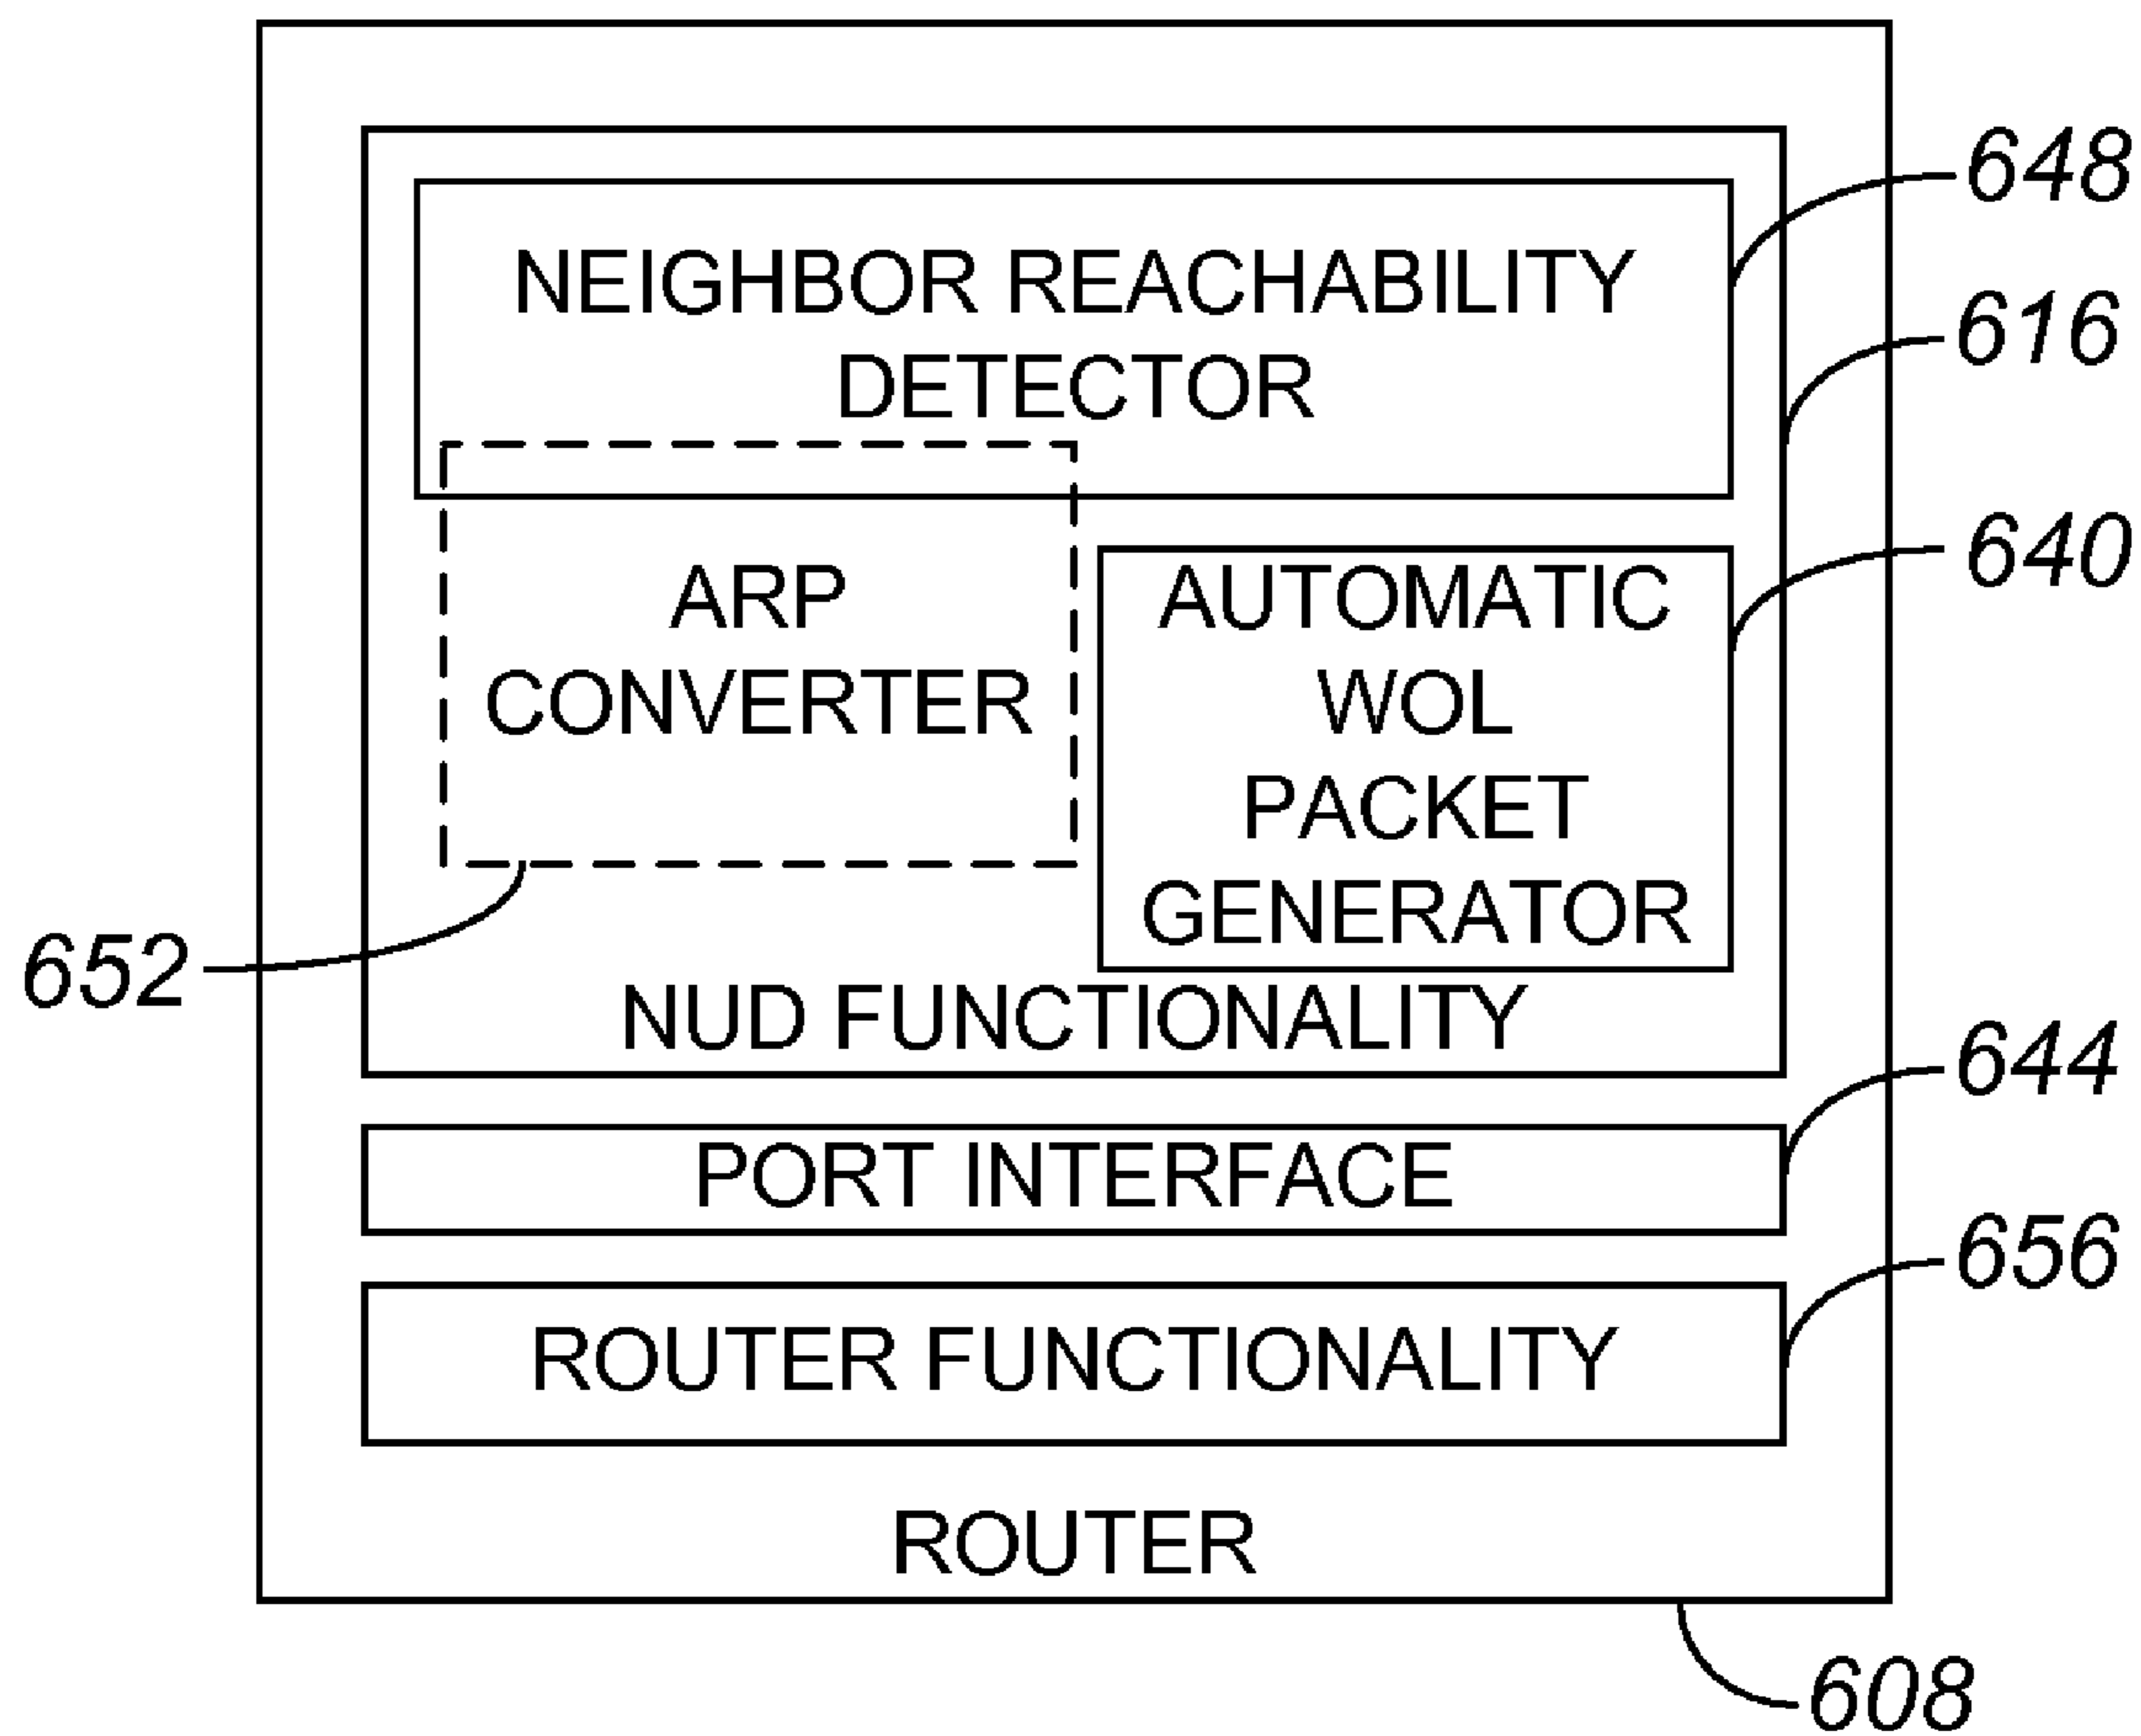 648
NEIGHBOR REACHABILITY
DETECTOR
616
640
ARP
CONVERTER
AUTOMATIC
WOL
PACKET
GENERATOR
652
NUD FUNCTIONALITY
644
PORT INTERFACE
656
ROUTER FUNCTIONALITY
ROUTER
608